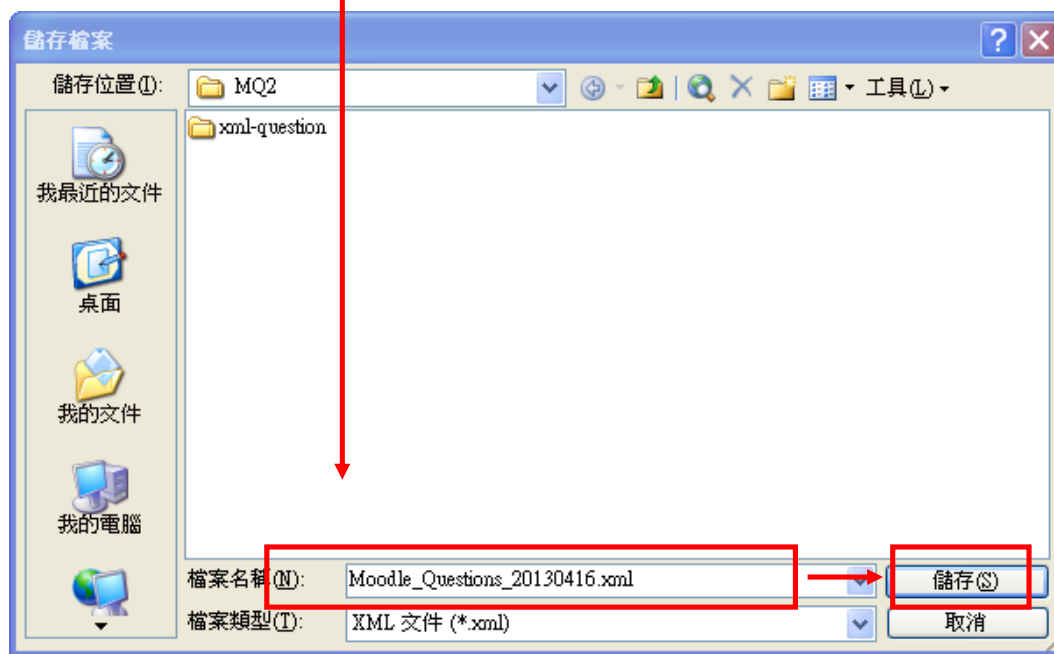 儲存檔案
儲存位置(I): MQ2 工具(L)
xml-question
我最近的文件
桌面
我的文件
我的電腦
檔案名稱(N): Moodle_Questions_20130416.xml 儲存(S)
檔案類型(T): XML 文件 (*.xml) 取消